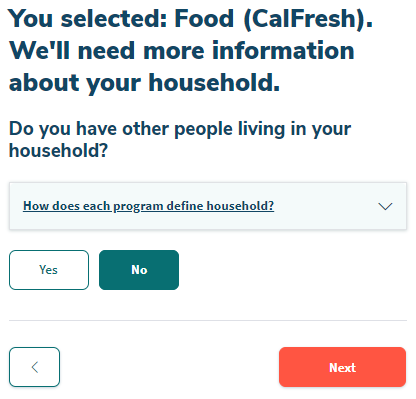 You selected: Food (CalFresh).
We'll need more information
about your household.
Do you have other people living in your
household?
How does each program define household?
Yes
No
Next